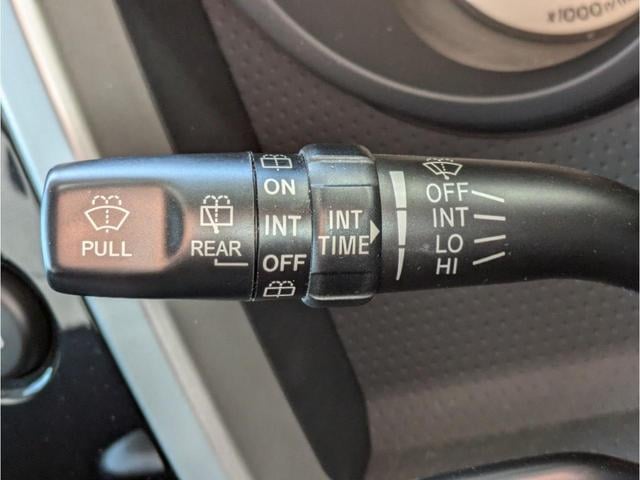 x1000r/min
PULL
REAR
ON
INT
OFF
INT
TIME
OFF
INT
LO
HI